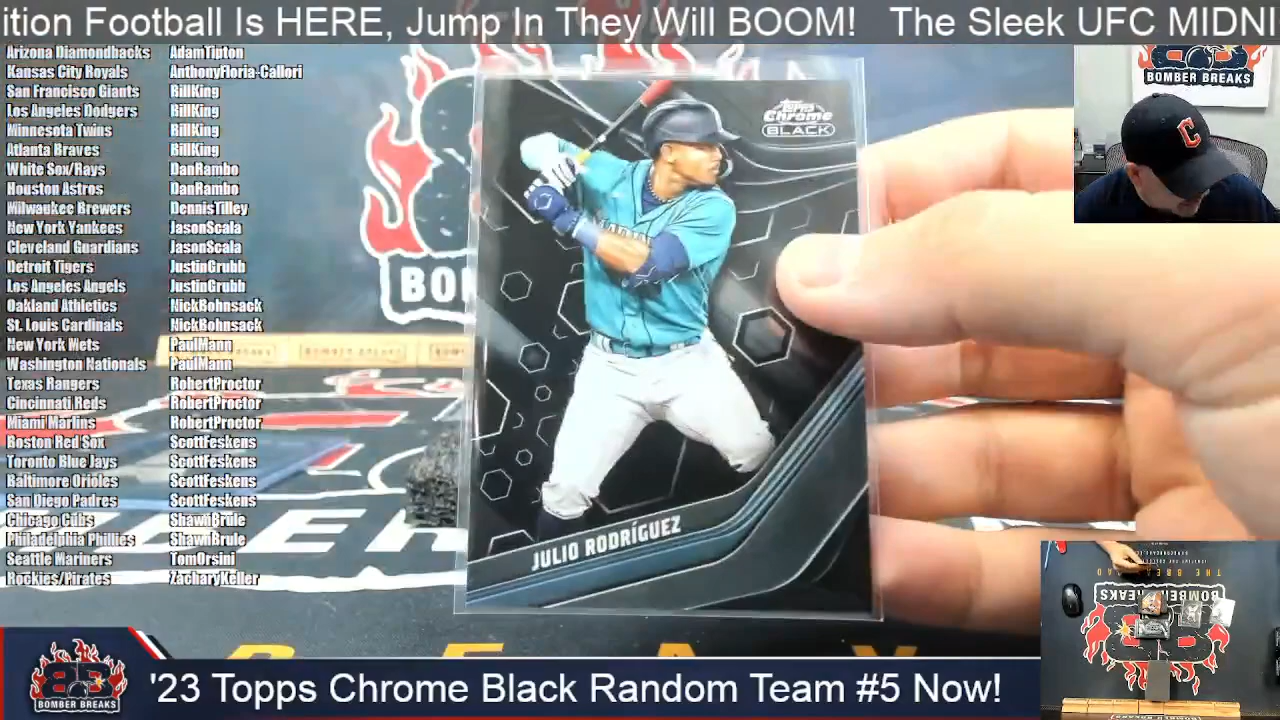 ition Football Is HERE, Jump In They Will BOOM! The Sleek UFC MIDNI
Arizona Diamondbacks AdamTipton
Kansas City Royals AnthonyFloria-Callori
San Francisco Giants BillKing
Los Angeles Dodgers BillKing
Minnesota Twins BillKing
Atlanta Braves BillKing
White Sox/Rays DanRambo
Houston Astros DanRambo
Milwaukee Brewers DennisTilley
New York Yankees JasonScala
Cleveland Guardians JasonScala
Detroit Tigers JustinGrubb
Los Angeles Angels JustinGrubb
Oakland Athletics NickBohnsack
St. Louis Cardinals NickBohnsack
New York Mets PaulMann
Washington Nationals PaulMann
Texas Rangers RobertProctor
Cincinnati Reds RobertProctor
Miami Marlins RobertProctor
Boston Red Sox ScottFeskens
Toronto Blue Jays ScottFeskens
Baltimore Orioles ScottFeskens
San Diego Padres ScottFeskens
Chicago Cubs ShawnBrule
Philadelphia Phillies ShawnBrule
Seattle Mariners TomOrsini
Rockies/Pirates ZacharyKeller
Topps
Chrome
BLACK
JULIO RODRÍGUEZ
BOMBER BREAKS
C
BOMBER BREAKS
BOMBER BREAKS
'23 Topps Chrome Black Random Team #5 Now!